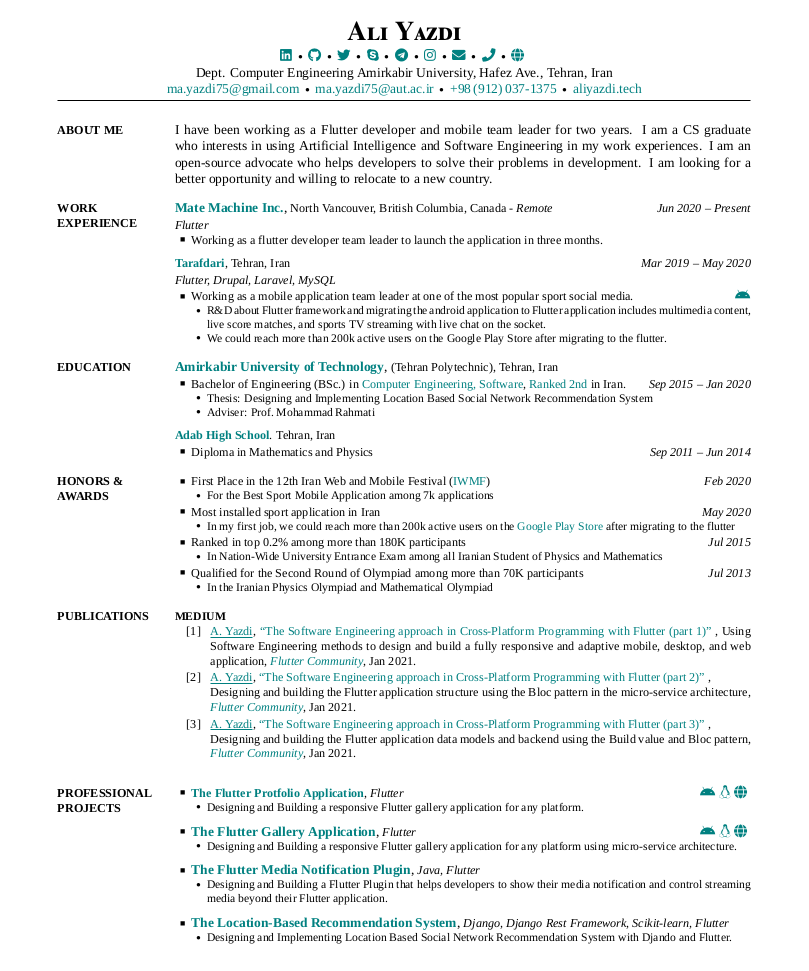 Ali Yazdi
Dept. Computer Engineering Amirkabir University, Hafez Ave., Tehran, Iran
ma.yazdi75@gmail.com • ma.yazdi75@aut.ac.ir • +98 (912) 037-1375 • aliyazdi.tech
ABOUT ME
I have been working as a Flutter developer and mobile team leader for two years. I am a CS graduate
who interests in using Artificial Intelligence and Software Engineering in my work experiences. I am an
open-source advocate who helps developers to solve their problems in development. I am looking for a
better opportunity and willing to relocate to a new country.
WORK
EXPERIENCE
Mate Machine Inc., North Vancouver, British Columbia, Canada - Remote Jun 2020 – Present
Flutter
▪ Working as a flutter developer team leader to launch the application in three months.
Tarafdari, Tehran, Iran Mar 2019 – May 2020
Flutter, Drupal, Laravel, MySQL
▪ Working as a mobile application team leader at one of the most popular sport social media.
• R&D about Flutter framework and migrating the android application to Flutter application includes multimedia content,
live score matches, and sports TV streaming with live chat on the socket.
• We could reach more than 200k active users on the Google Play Store after migrating to the flutter.
EDUCATION
Amirkabir University of Technology, (Tehran Polytechnic), Tehran, Iran
▪ Bachelor of Engineering (BSc.) in Computer Engineering, Software, Ranked 2nd in Iran. Sep 2015 – Jan 2020
• Thesis: Designing and Implementing Location Based Social Network Recommendation System
• Adviser: Prof. Mohammad Rahmati
Adab High School. Tehran, Iran
▪ Diploma in Mathematics and Physics Sep 2011 – Jun 2014
HONORS &
AWARDS
▪ First Place in the 12th Iran Web and Mobile Festival (IWMF) Feb 2020
• For the Best Sport Mobile Application among 7k applications
▪ Most installed sport application in Iran May 2020
• In my first job, we could reach more than 200k active users on the Google Play Store after migrating to the flutter
▪ Ranked in top 0.2% among more than 180K participants Jul 2015
• In Nation-Wide University Entrance Exam among all Iranian Student of Physics and Mathematics
▪ Qualified for the Second Round of Olympiad among more than 70K participants Jul 2013
• In the Iranian Physics Olympiad and Mathematical Olympiad
PUBLICATIONS
MEDIUM
[1] A. Yazdi, “The Software Engineering approach in Cross-Platform Programming with Flutter (part 1)” , Using
Software Engineering methods to design and build a fully responsive and adaptive mobile, desktop, and web
application, Flutter Community, Jan 2021.
[2] A. Yazdi, “The Software Engineering approach in Cross-Platform Programming with Flutter (part 2)” ,
Designing and building the Flutter application structure using the Bloc pattern in the micro-service architecture,
Flutter Community, Jan 2021.
[3] A. Yazdi, “The Software Engineering approach in Cross-Platform Programming with Flutter (part 3)” ,
Designing and building the Flutter application data models and backend using the Build value and Bloc pattern,
Flutter Community, Jan 2021.
PROFESSIONAL
PROJECTS
▪ The Flutter Protfolio Application, Flutter
• Designing and Building a responsive Flutter gallery application for any platform.
▪ The Flutter Gallery Application, Flutter
• Designing and Building a responsive Flutter gallery application for any platform using micro-service architecture.
▪ The Flutter Media Notification Plugin, Java, Flutter
• Designing and Building a Flutter Plugin that helps developers to show their media notification and control streaming
media beyond their Flutter application.
▪ The Location-Based Recommendation System, Django, Django Rest Framework, Scikit-learn, Flutter
• Designing and Implementing Location Based Social Network Recommendation System with Djando and Flutter.